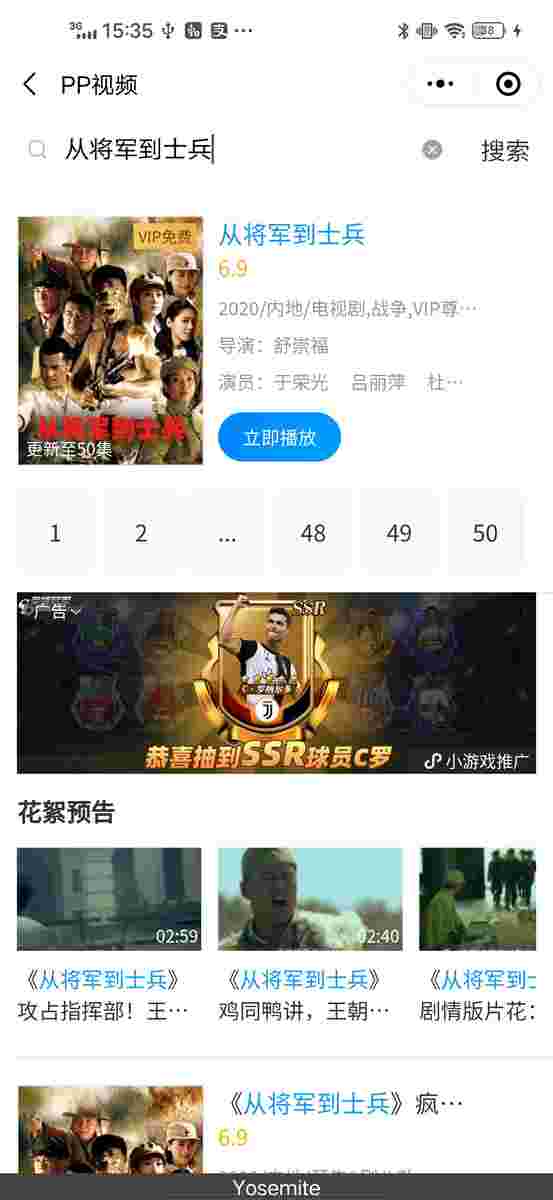 3G 15:35
PP视频
从将军到士兵
搜索
VIP免费
从将军到士兵
更新至50集
从将军到士兵
6.9
2020/内地/电视剧,战争,VIP尊…
导演：舒崇福
演员：于荣光 吕丽萍 杜…
立即播放
1 2 ... 48 49 50
广告
SSR
恭喜抽到SSR球员C罗
小游戏推广
花絮预告
02:59
02:40
《从将军到士兵》
攻占指挥部！王…
《从将军到士兵》
鸡同鸭讲，王朝…
《从将军到士
剧情版片花：
《从将军到士兵》疯…
6.9
Yosemite